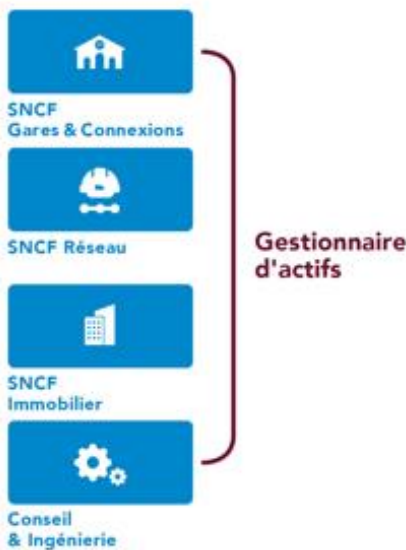 SNCF
Gares & Connexions
SNCF Réseau
Gestionnaire
d'actifs
SNCF
Immobilier
Conseil
& Ingénierie